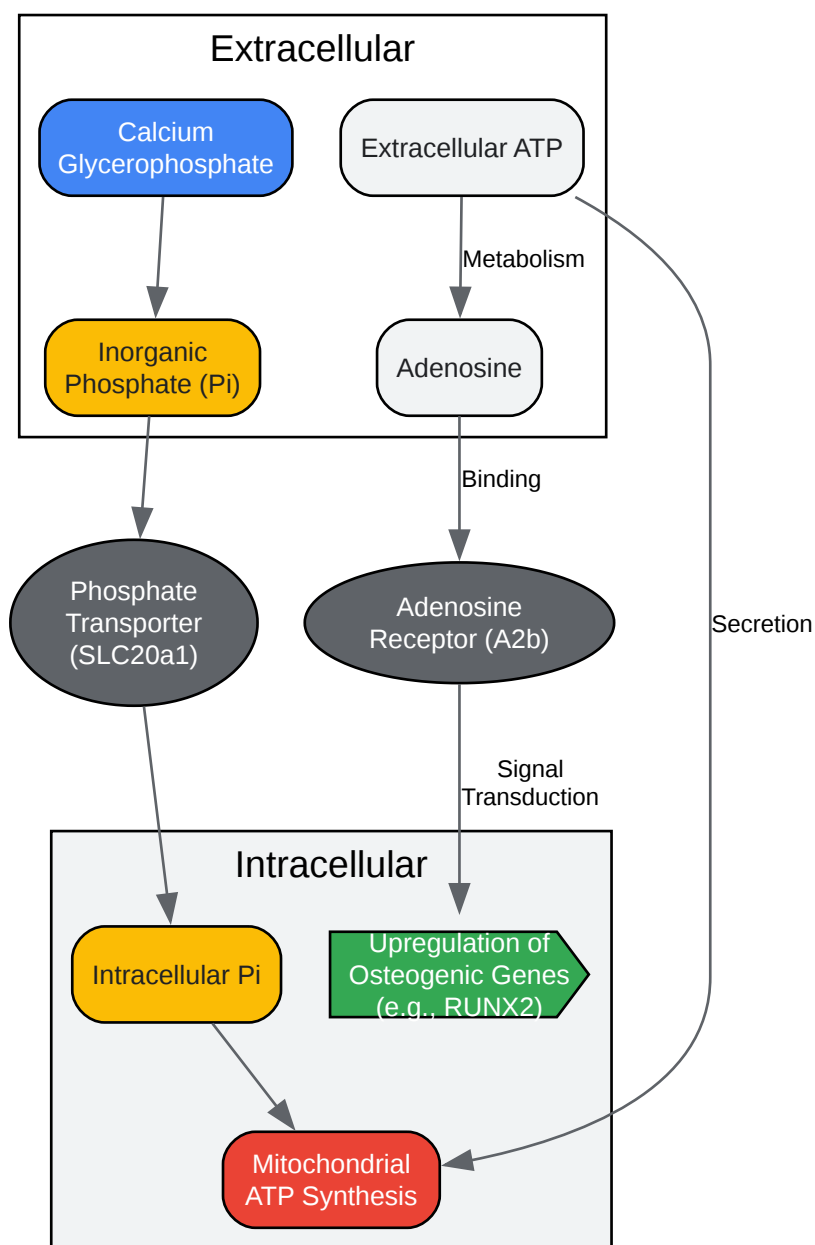 Extracellular
Calcium
Glycerophosphate
Extracellular ATP
Metabolism
Inorganic
Phosphate (Pi)
Adenosine
Binding
Phosphate
Transporter
(SLC20a1)
Adenosine
Receptor (A2b)
Secretion
Signal
Transduction
Intracellular
Intracellular Pi
Upregulation of
Osteogenic Genes
(e.g., RUNX2)
Mitochondrial
ATP Synthesis